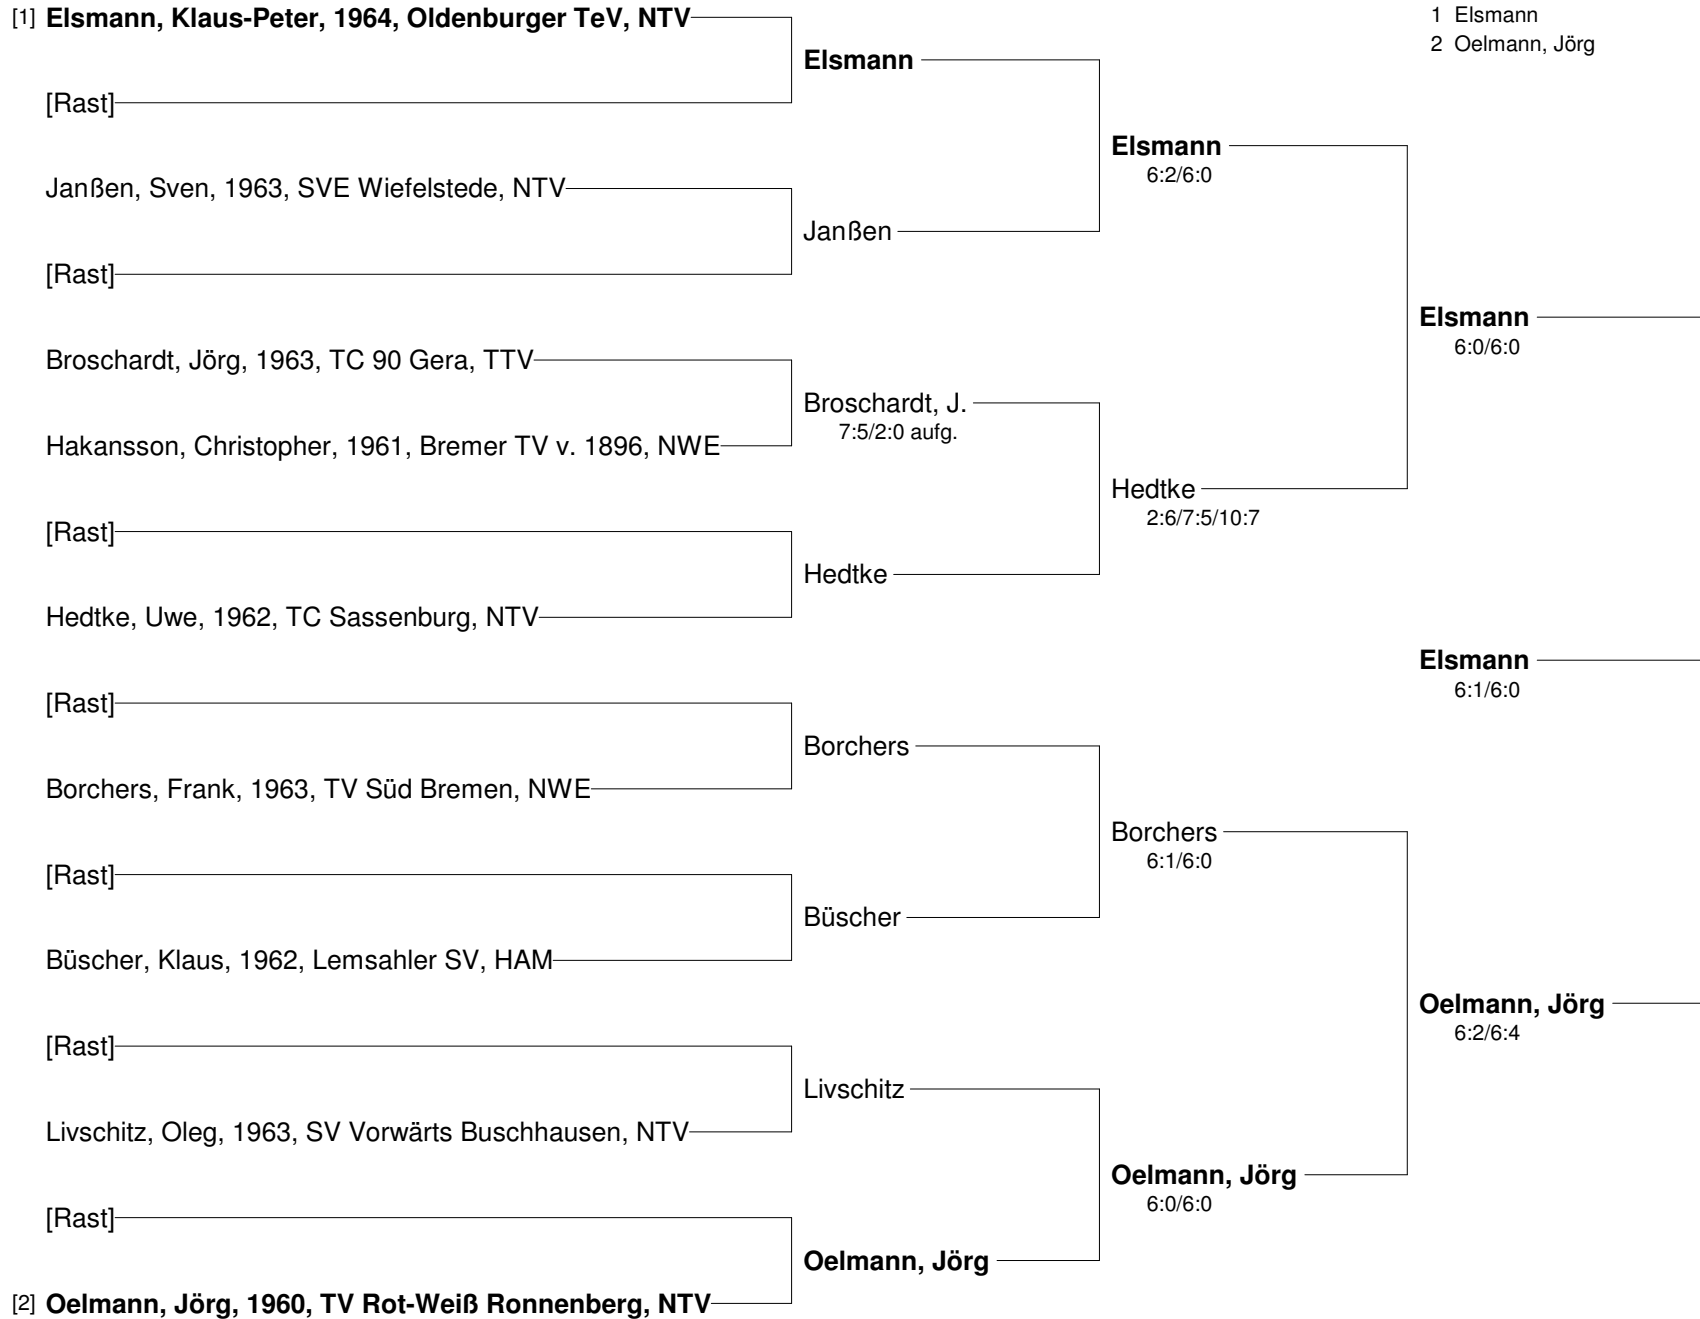 [1] Elsmann, Klaus-Peter, 1964, Oldenburger TeV, NTV
1 Elsmann
2 Oelmann, Jörg
Elsmann
[Rast]
Elsmann
6:2/6:0
Janßen, Sven, 1963, SVE Wiefelstede, NTV
Janßen
[Rast]
Elsmann
6:0/6:0
Broschardt, Jörg, 1963, TC 90 Gera, TTV
Broschardt, J.
7:5/2:0 aufg.
Hakansson, Christopher, 1961, Bremer TV v. 1896, NWE
Hedtke
2:6/7:5/10:7
[Rast]
Hedtke
Hedtke, Uwe, 1962, TC Sassenburg, NTV
Elsmann
6:1/6:0
[Rast]
Borchers
Borchers, Frank, 1963, TV Süd Bremen, NWE
Borchers
6:1/6:0
[Rast]
Büscher
Büscher, Klaus, 1962, Lemsahler SV, HAM
Oelmann, Jörg
6:2/6:4
[Rast]
Livschitz
Livschitz, Oleg, 1963, SV Vorwärts Buschhausen, NTV
Oelmann, Jörg
6:0/6:0
[Rast]
Oelmann, Jörg
[2] Oelmann, Jörg, 1960, TV Rot-Weiß Ronnenberg, NTV